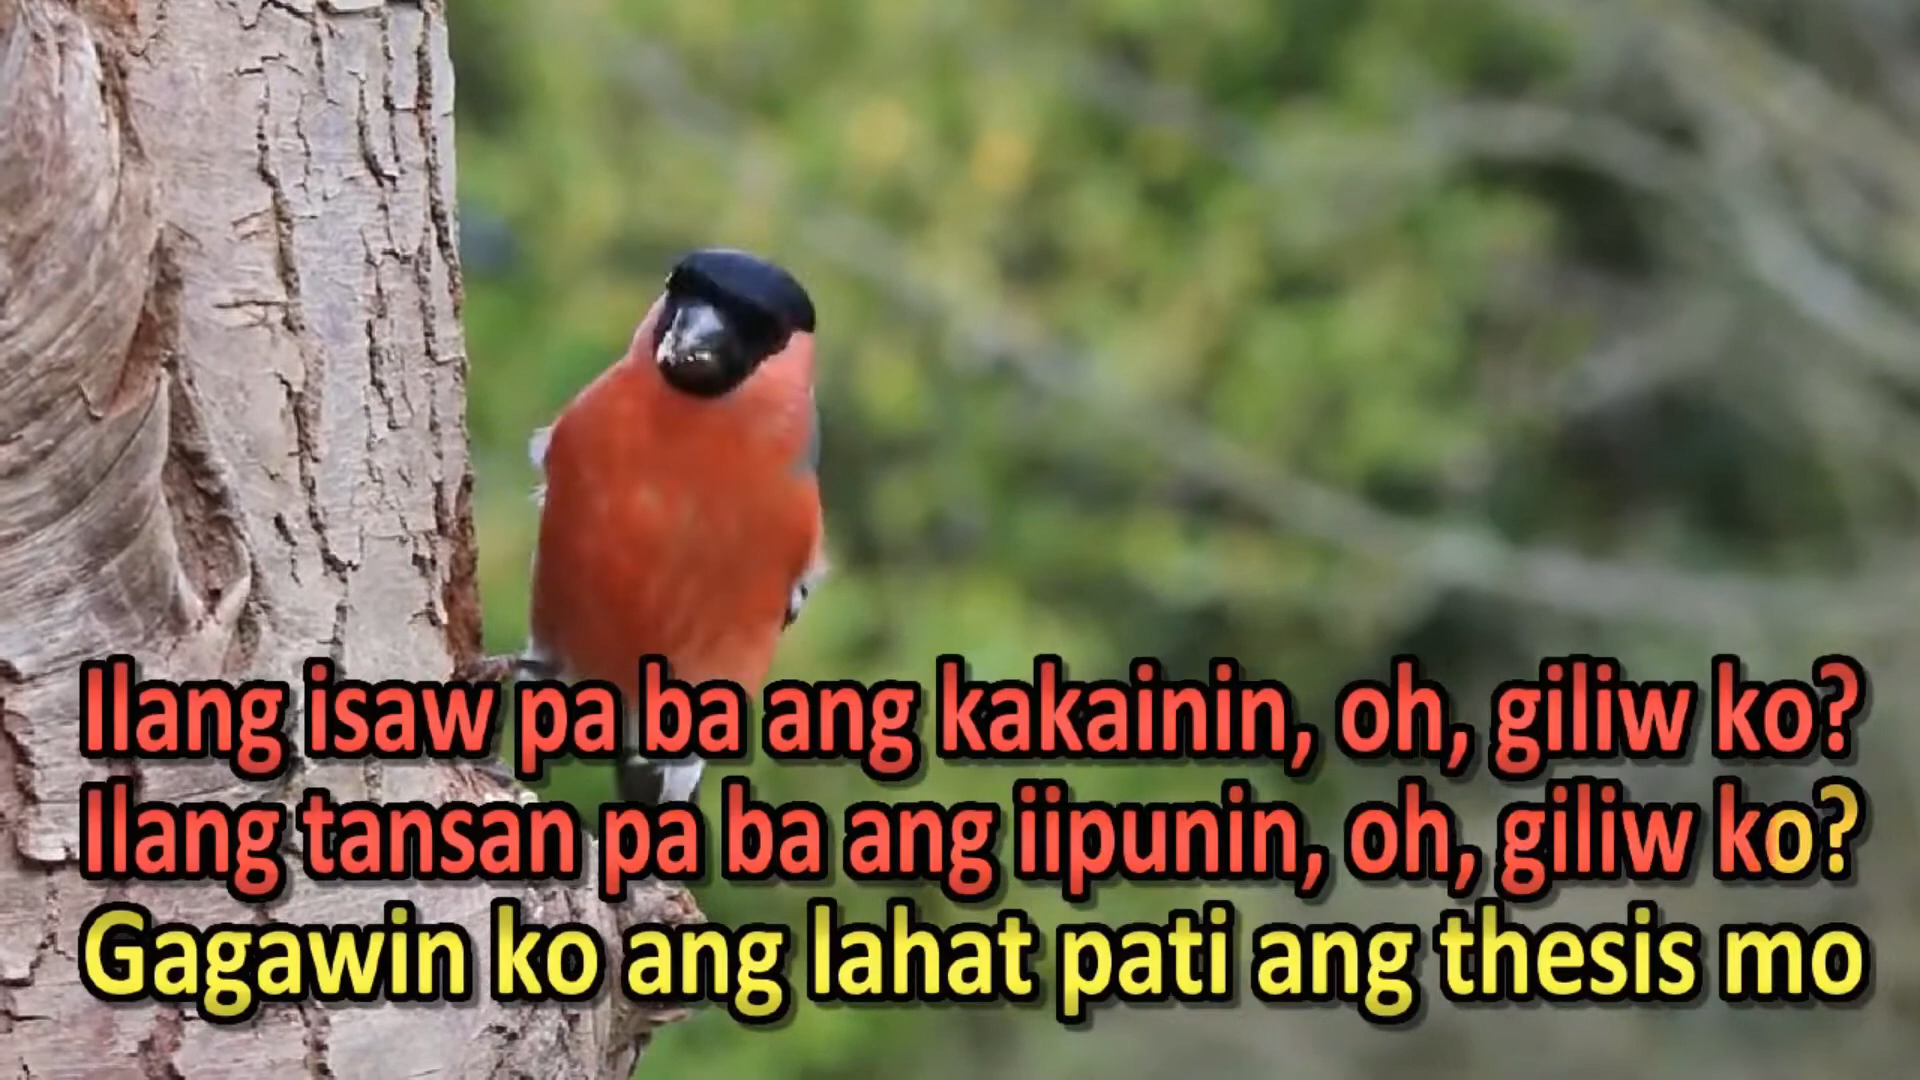 Ilang isaw pa ba ang kakainin, oh, giliw ko?
Ilang tansan pa ba ang iipunin, oh, giliw ko?
Gagawin ko ang lahat pati ang thesis mo